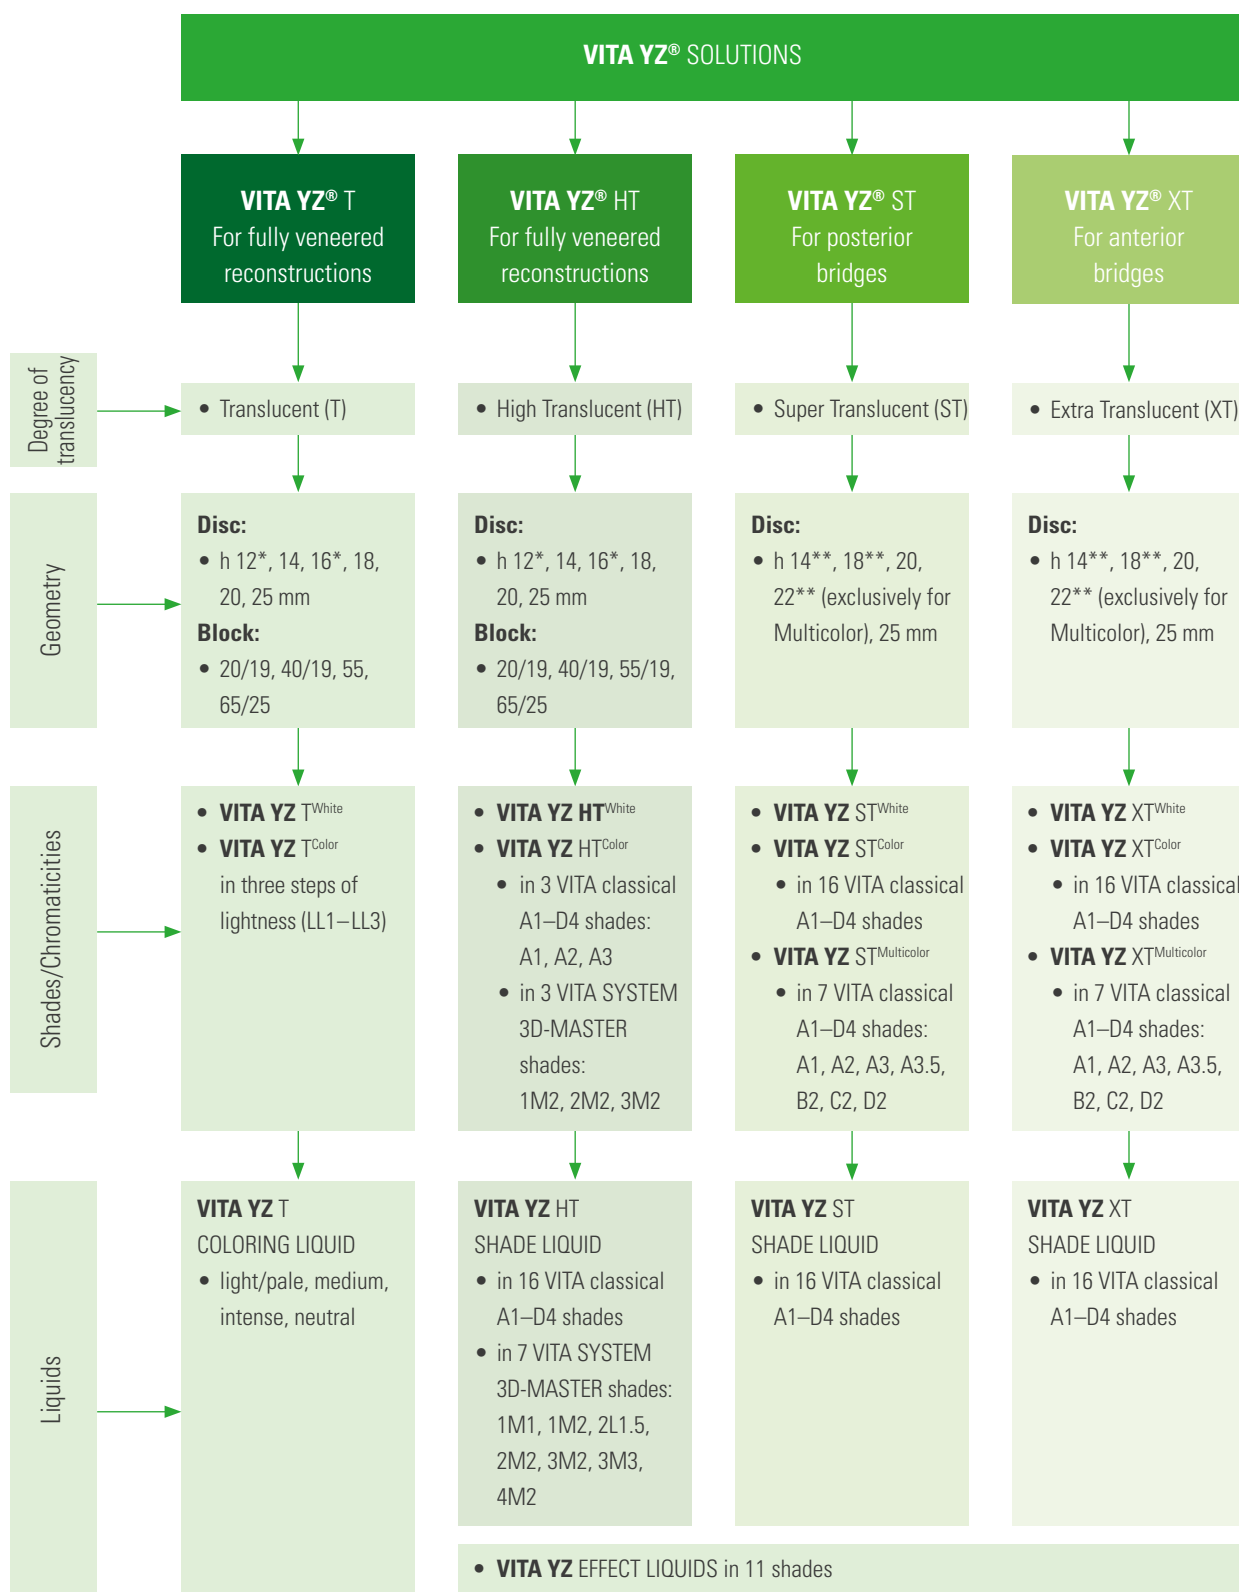 VITA YZ® SOLUTIONS
VITA YZ® T
For fully veneered
reconstructions
VITA YZ® HT
For fully veneered
reconstructions
VITA YZ® ST
For posterior
bridges
VITA YZ® XT
For anterior
bridges
Degree of
translucency
• Translucent (T)
• High Translucent (HT)
• Super Translucent (ST)
• Extra Translucent (XT)
Geometry
Disc:
• h 12*, 14, 16*, 18,
20, 25 mm
Block:
• 20/19, 40/19, 55,
65/25
Disc:
• h 12*, 14, 16*, 18,
20, 25 mm
Block:
• 20/19, 40/19, 55/19,
65/25
Disc:
• h 14**, 18**, 20,
22** (exclusively for
Multicolor), 25 mm
Disc:
• h 14**, 18**, 20,
22** (exclusively for
Multicolor), 25 mm
Shades/Chromaticities
• VITA YZ TWhite
• VITA YZ TColor
in three steps of
lightness (LL1–LL3)
• VITA YZ HTWhite
• VITA YZ HTColor
• in 3 VITA classical
A1–D4 shades:
A1, A2, A3
• in 3 VITA SYSTEM
3D-MASTER
shades:
1M2, 2M2, 3M2
• VITA YZ STWhite
• VITA YZ STColor
• in 16 VITA classical
A1–D4 shades
• VITA YZ STMulticolor
• in 7 VITA classical
A1–D4 shades:
A1, A2, A3, A3.5,
B2, C2, D2
• VITA YZ XTWhite
• VITA YZ XTColor
• in 16 VITA classical
A1–D4 shades
• VITA YZ XTMulticolor
• in 7 VITA classical
A1–D4 shades:
A1, A2, A3, A3.5,
B2, C2, D2
Liquids
VITA YZ T
COLORING LIQUID
• light/pale, medium,
intense, neutral
VITA YZ HT
SHADE LIQUID
• in 16 VITA classical
A1–D4 shades
• in 7 VITA SYSTEM
3D-MASTER shades:
1M1, 1M2, 2L1.5,
2M2, 3M2, 3M3,
4M2
VITA YZ ST
SHADE LIQUID
• in 16 VITA classical
A1–D4 shades
VITA YZ XT
SHADE LIQUID
• in 16 VITA classical
A1–D4 shades
• VITA YZ EFFECT LIQUIDS in 11 shades